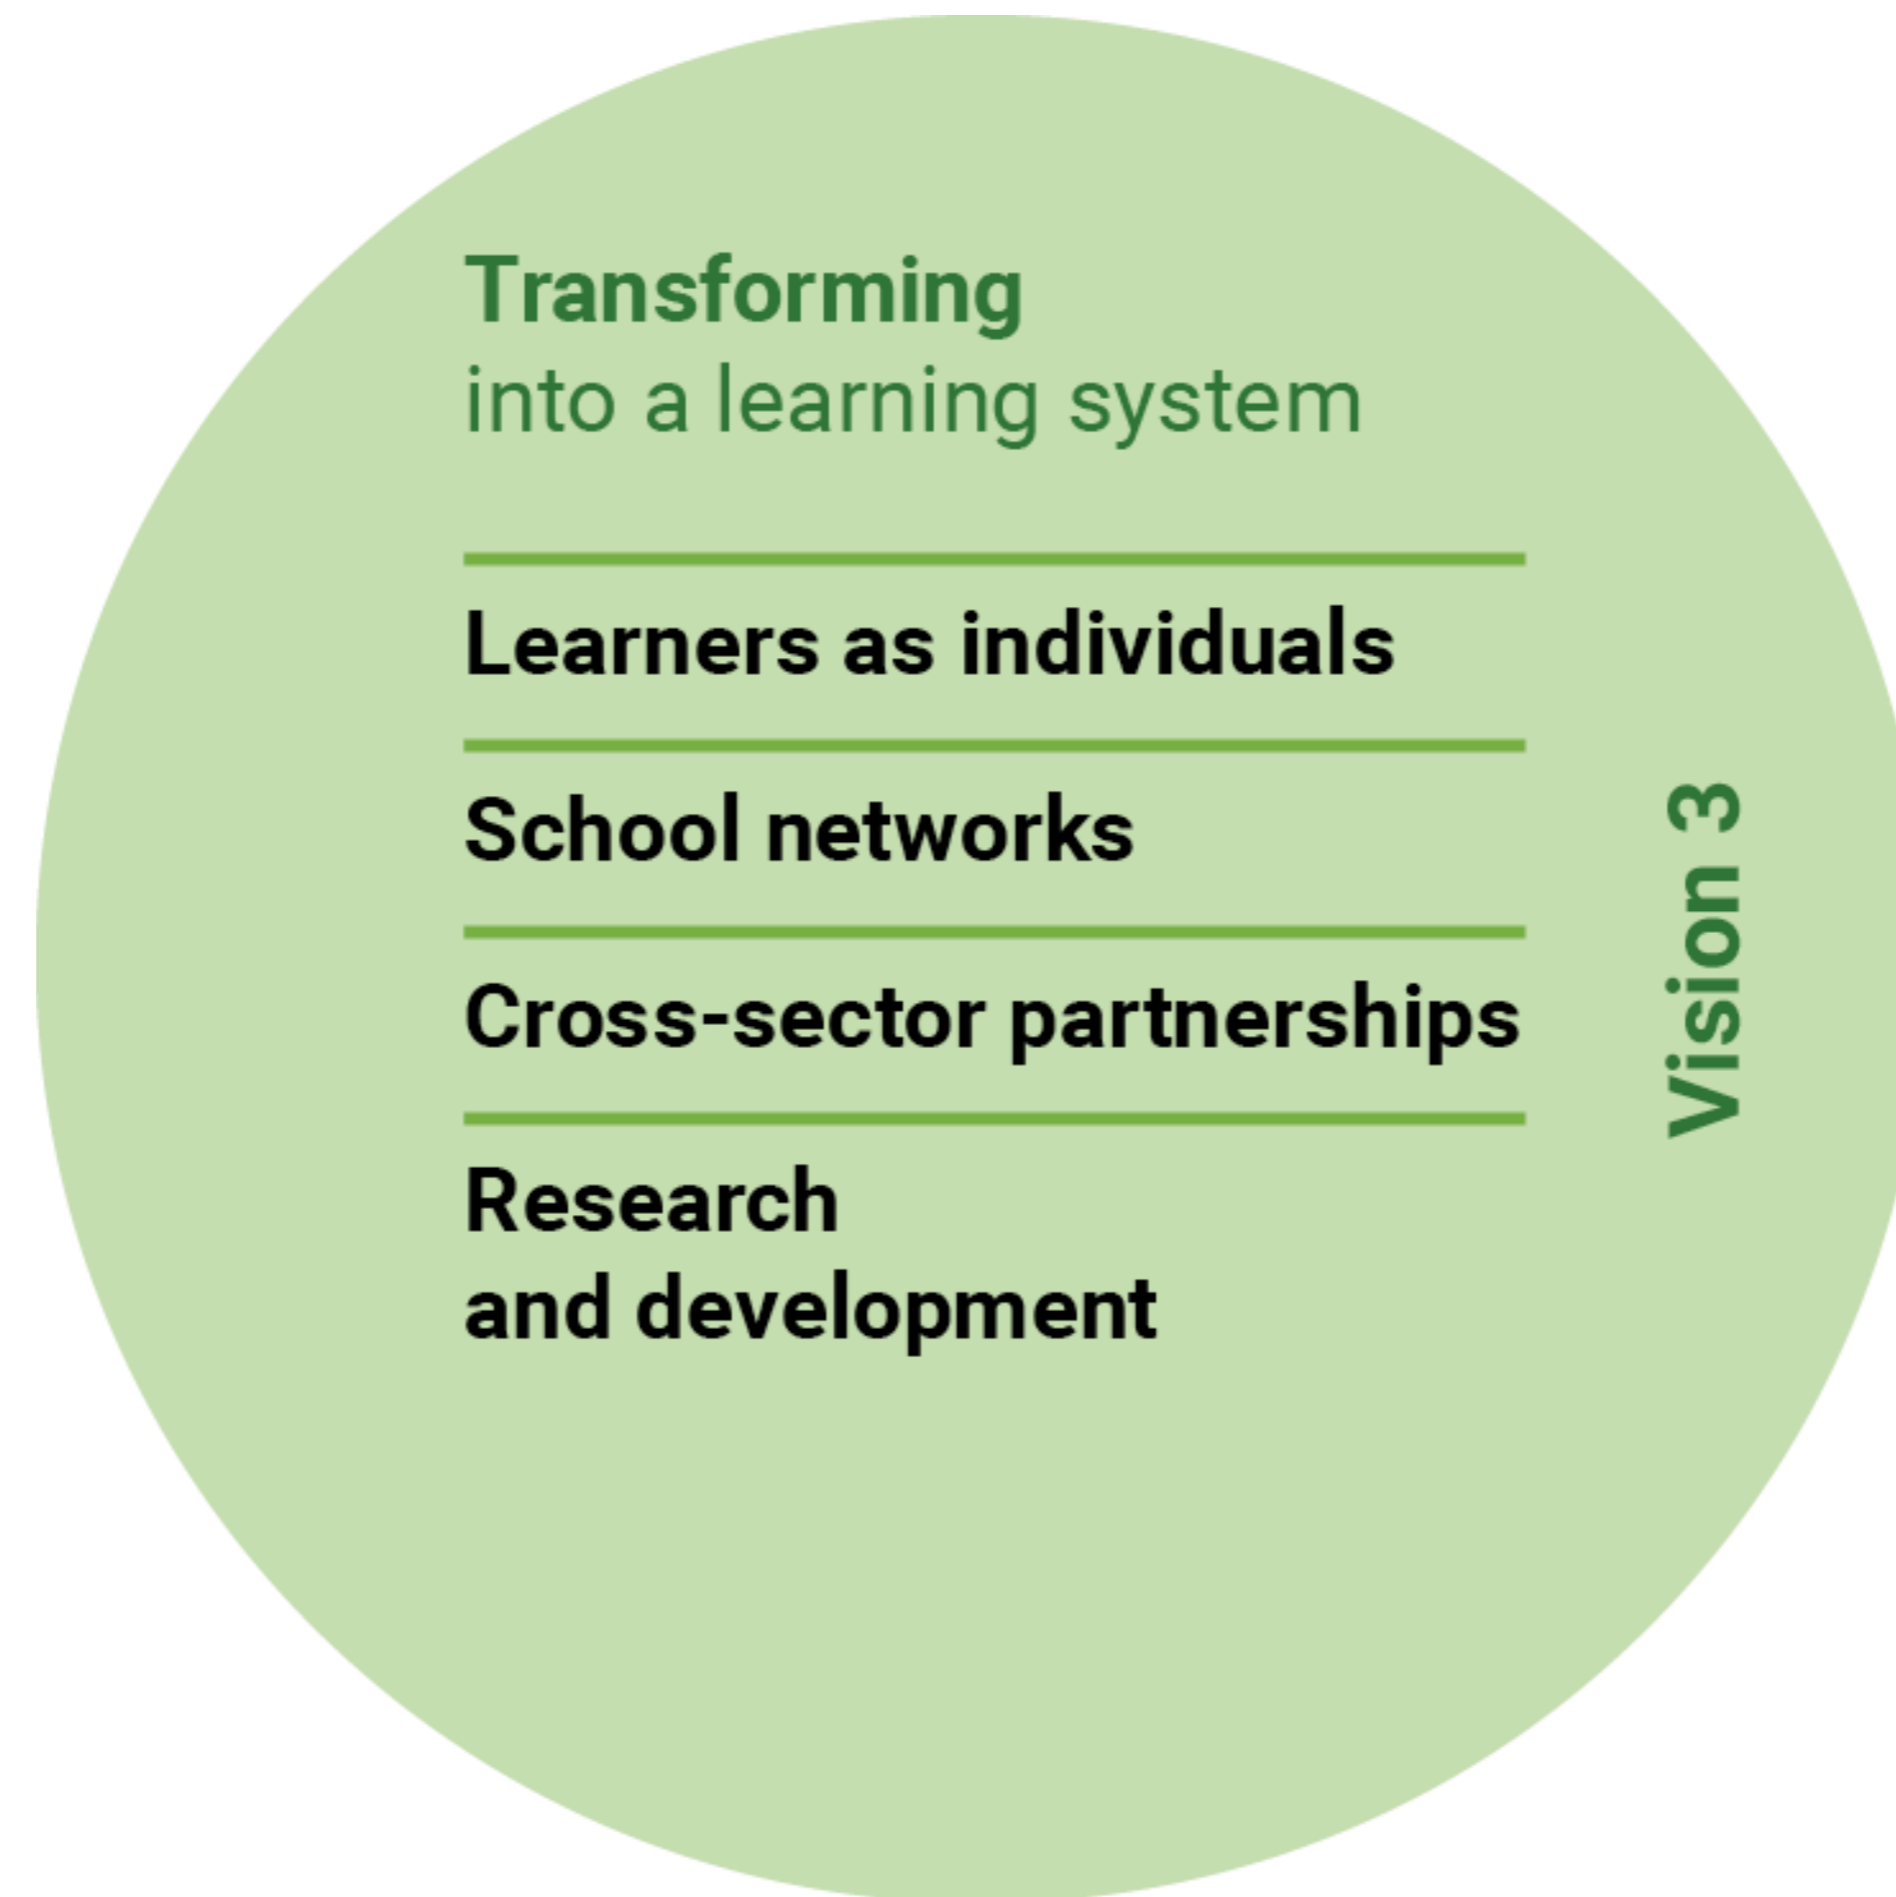 Transforming
into a learning system
Learners as individuals
School networks
Cross-sector partnerships
Research
and development
Vision 3